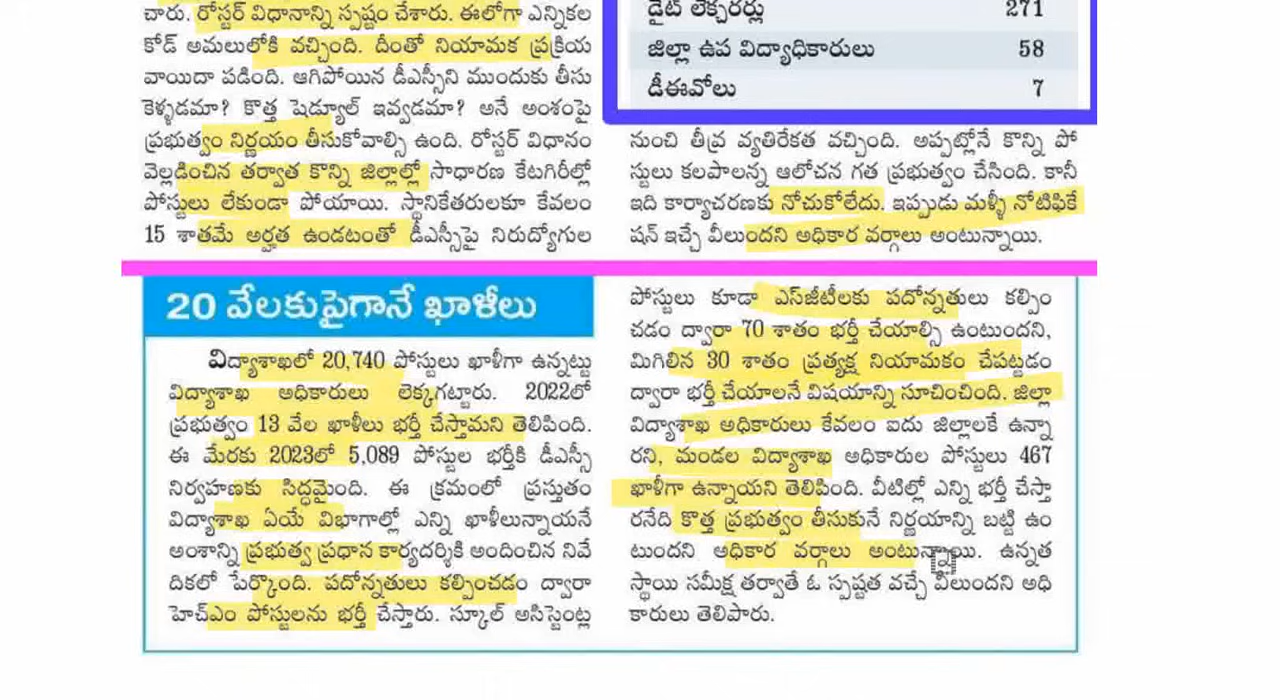 చారు. రోస్టర్ విధానాన్ని స్పష్టం చేశారు. ఈలోగా ఎన్నికల
కోడ్ అమలులోకి వచ్చింది. దీంతో నియామక ప్రక్రియ
వాయిదా పడింది. ఆగిపోయిన డీఎస్సీని ముందుకు తీసు
కెళ్ళడమా? కొత్త షెడ్యూల్ ఇవ్వడమా? అనే అంశంపై
ప్రభుత్వం నిర్ణయం తీసుకోవాల్సి ఉంది. రోస్టర్ విధానం
వెల్లడించిన తర్వాత కొన్ని జిల్లాల్లో సాధారణ కేటగిరీల్లో
పోస్టులు లేకుండా పోయాయి. స్థానికేతరులకూ కేవలం
15 శాతమే అర్హత ఉండటంతో డీఎస్సీపై నిరుద్యోగుల
డైట్ లెక్చరర్లు 271
జిల్లా ఉప విద్యాధికారులు 58
డీఈవోలు 7
నుంచి తీవ్ర వ్యతిరేకత వచ్చింది. అప్పట్లోనే కొన్ని పో
స్టులు కలపాలన్న ఆలోచన గత ప్రభుత్వం చేసింది. కానీ
ఇది కార్యాచరణకు నోచుకోలేదు. ఇప్పుడు మళ్ళీ నోటిఫికే
షన్ ఇచ్చే వీలుందని అధికార వర్గాలు అంటున్నాయి.
20 వేలకుపైగానే ఖాళీలు
విద్యాశాఖలో 20,740 పోస్టులు ఖాళీగా ఉన్నట్టు
విద్యాశాఖ అధికారులు లెక్కగట్టారు. 2022లో
ప్రభుత్వం 13 వేల ఖాళీలు భర్తీ చేస్తామని తెలిపింది.
ఈ మేరకు 2023లో 5,089 పోస్టుల భర్తీకి డీఎస్సీ
నిర్వహణకు సిద్ధమైంది. ఈ క్రమంలో ప్రస్తుతం
విద్యాశాఖ ఏయే విభాగాల్లో ఎన్ని ఖాళీలున్నాయనే
అంశాన్ని ప్రభుత్వ ప్రధాన కార్యదర్శికి అందించిన నివే
దికలో పేర్కొంది. పదోన్నతులు కల్పించడం ద్వారా
హెచ్ఎం పోస్టులను భర్తీ చేస్తారు. స్కూల్ అసిస్టెంట్ల
పోస్టులు కూడా ఎస్‌జీటీలకు పదోన్నతులు కల్పిం
చడం ద్వారా 70 శాతం భర్తీ చేయాల్సి ఉంటుందని,
మిగిలిన 30 శాతం ప్రత్యక్ష నియామకం చేపట్టడం
ద్వారా భర్తీ చేయాలనే విషయాన్ని సూచించింది. జిల్లా
విద్యాశాఖ అధికారులు కేవలం ఐదు జిల్లాలకే ఉన్నా
రని, మండల విద్యాశాఖ అధికారుల పోస్టులు 467
ఖాళీగా ఉన్నాయని తెలిపింది. వీటిల్లో ఎన్ని భర్తీ చేస్తా
రనేది కొత్త ప్రభుత్వం తీసుకునే నిర్ణయాన్ని బట్టి ఉం
టుందని అధికార వర్గాలు అంటున్నాయి. ఉన్నత
స్థాయి సమీక్ష తర్వాతే ఓ స్పష్టత వచ్చే వీలుందని అధి
కారులు తెలిపారు.